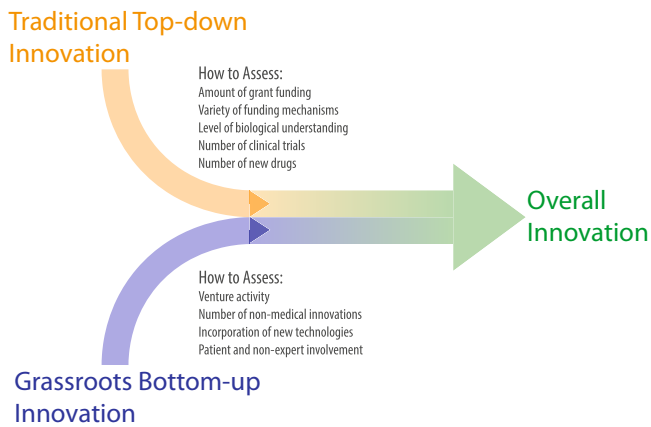 Traditional Top-down
Innovation
How to Assess:
Amount of grant funding
Variety of funding mechanisms
Level of biological understanding
Number of clinical trials
Number of new drugs
Overall
Innovation
How to Assess:
Venture activity
Number of non-medical innovations
Incorporation of new technologies
Patient and non-expert involvement
Grassroots Bottom-up
Innovation